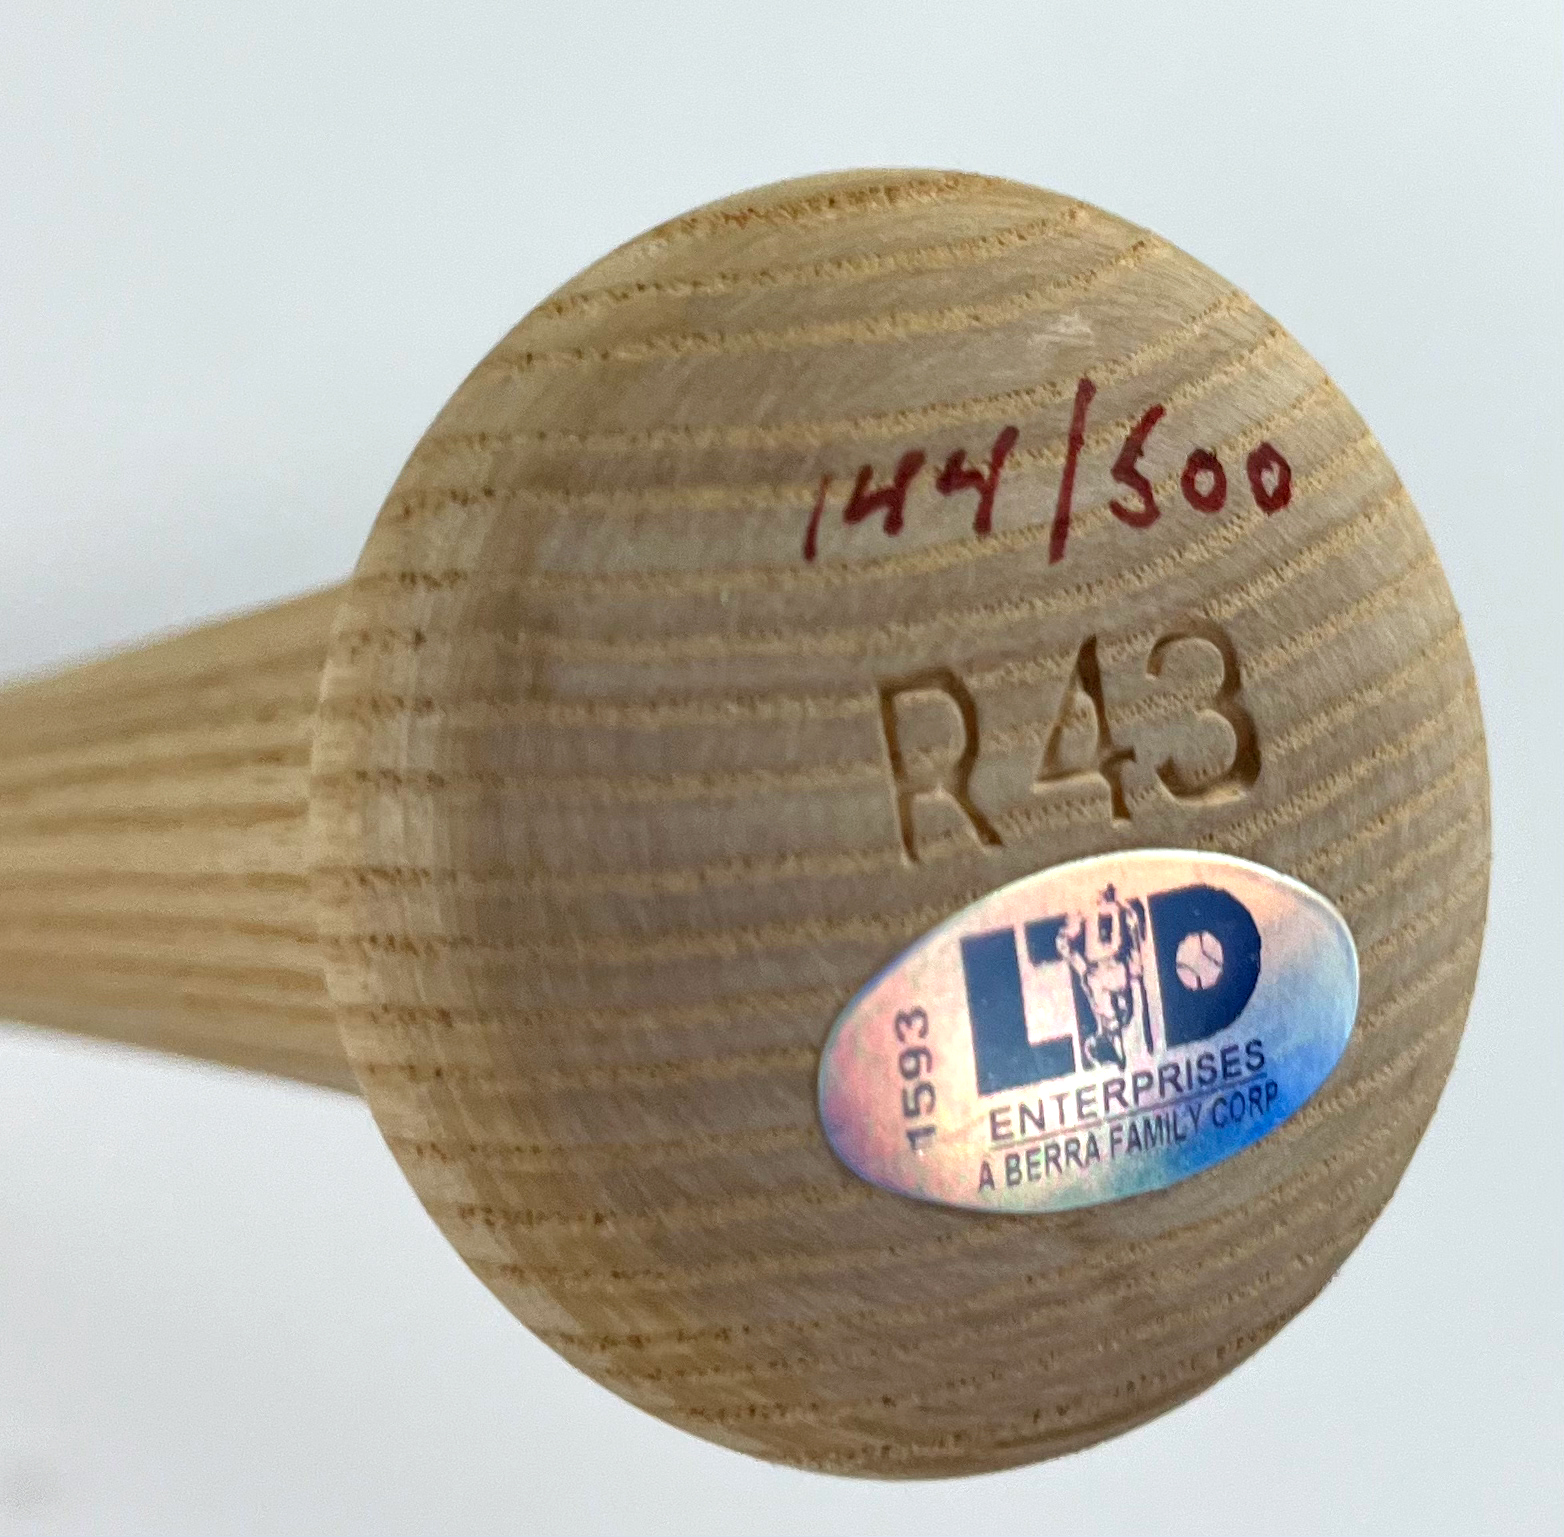 144/500
R43
LTD
1593
ENTERPRISES
A BERRA FAMILY CORP